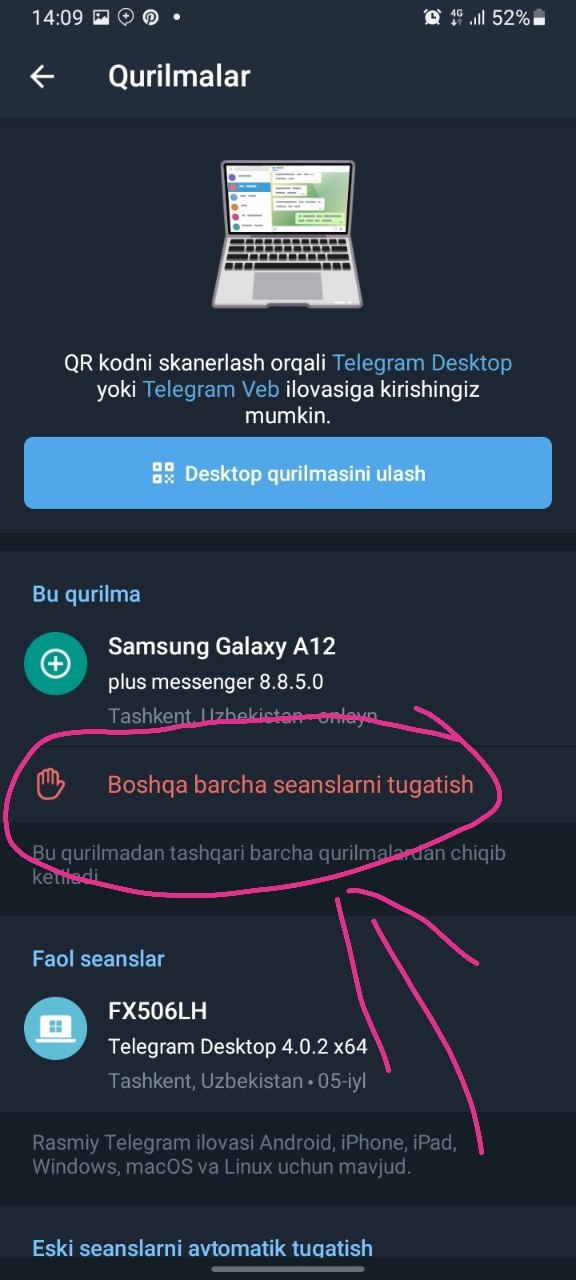 14:09
4G
52%
Qurilmalar
QR kodni skanerlash orqali Telegram Desktop
yoki Telegram Veb ilovasiga kirishingiz
mumkin.
Desktop qurilmasini ulash
Bu qurilma
Samsung Galaxy A12
plus messenger 8.8.5.0
Tashkent, Uzbekistan • onlayn
Boshqa barcha seanslarni tugatish
Bu qurilmadan tashqari barcha qurilmalardan chiqib
ketiladi
Faol seanslar
FX506LH
Telegram Desktop 4.0.2 x64
Tashkent, Uzbekistan • 05-iyl
Rasmiy Telegram ilovasi Android, iPhone, iPad,
Windows, macOS va Linux uchun mavjud.
Eski seanslarni avtomatik tugatish